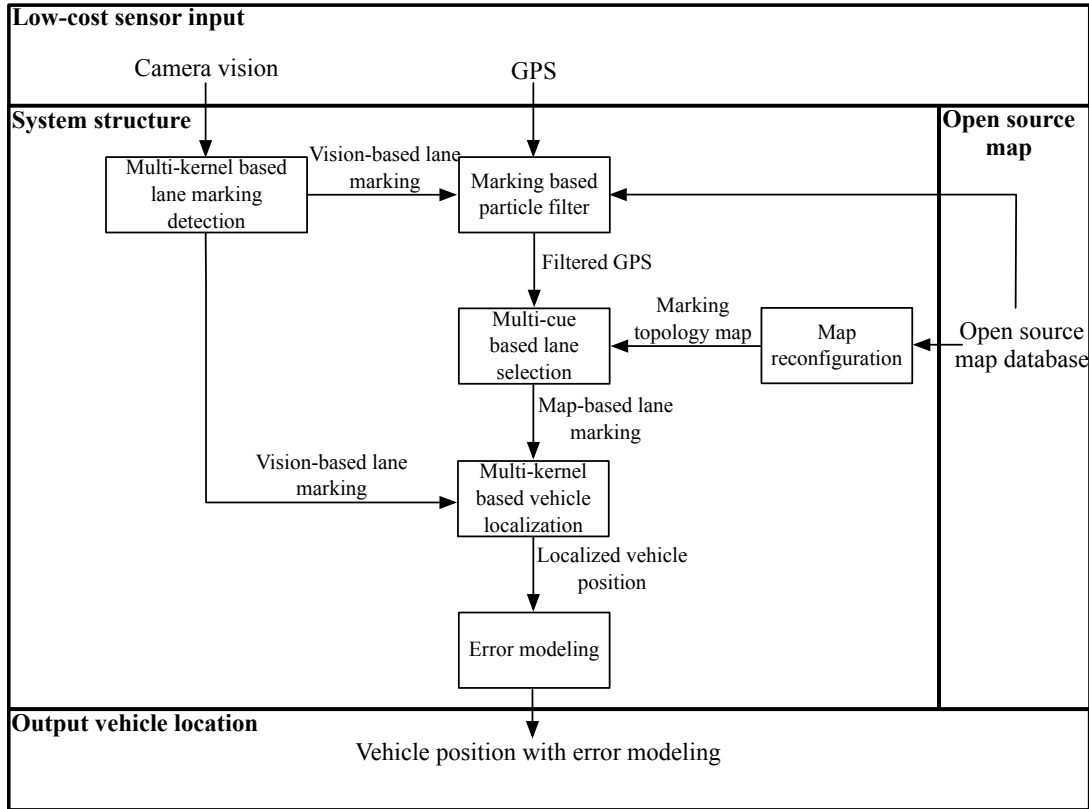 Low-cost sensor input
Camera vision
GPS
System structure
Open source
map
Multi-kernel based
lane marking
detection
Vision-based lane
marking
Marking based
particle filter
Filtered GPS
Multi-cue
based lane
selection
Marking
topology map
Map
reconfiguration
Open source
map database
Map-based lane
marking
Vision-based lane
marking
Multi-kernel
based vehicle
localization
Localized vehicle
position
Error modeling
Output vehicle location
Vehicle position with error modeling